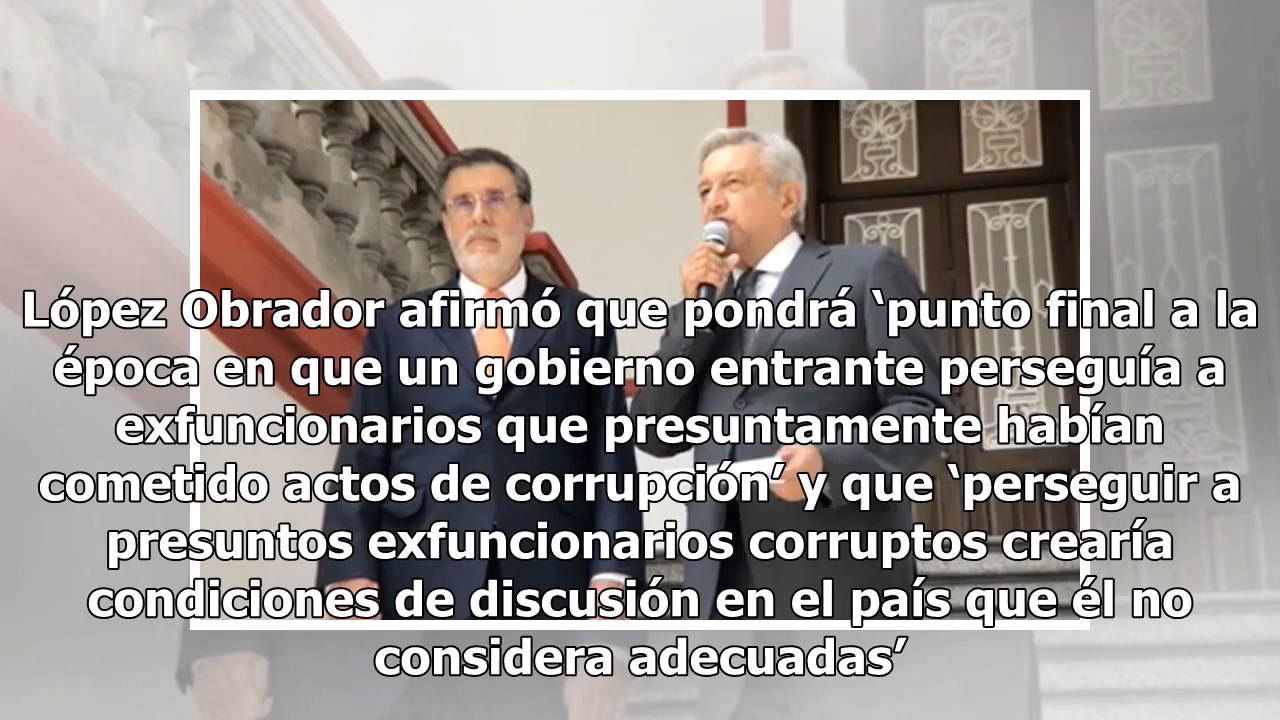 López Obrador afirmó que pondrá ‘punto final a la
época en que un gobierno entrante perseguía a
exfuncionarios que presuntamente habían
cometido actos de corrupción’ y que ‘perseguir a
presuntos exfuncionarios corruptos crearía
condiciones de discusión en el país que él no
considera adecuadas’